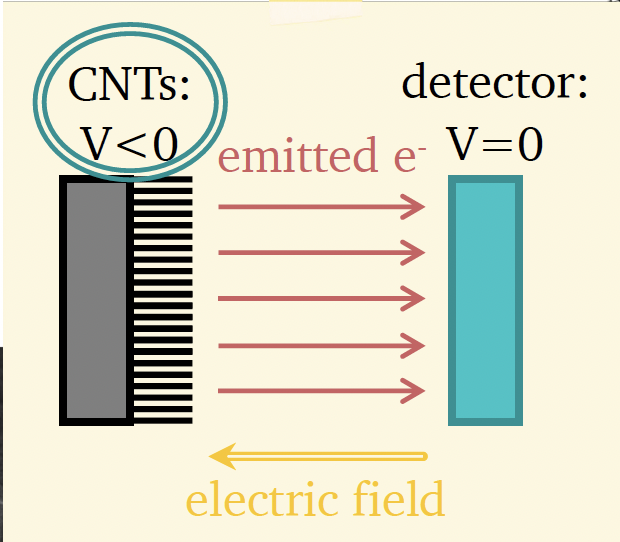 CNTs:
V<0
detector:
V=0
emitted e-
electric field